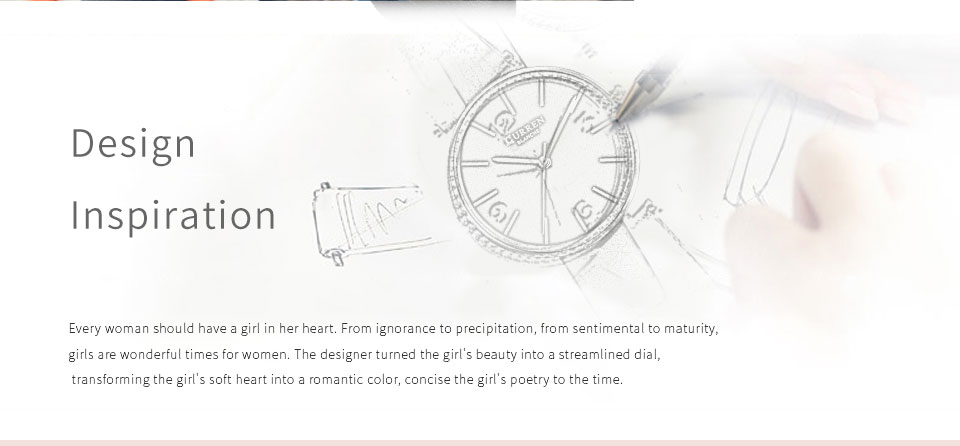 Design
Inspiration
CURREN
Every woman should have a girl in her heart. From ignorance to precipitation, from sentimental to maturity,
girls are wonderful times for women. The designer turned the girl's beauty into a streamlined dial,
transforming the girl's soft heart into a romantic color, concise the girl's poetry to the time.